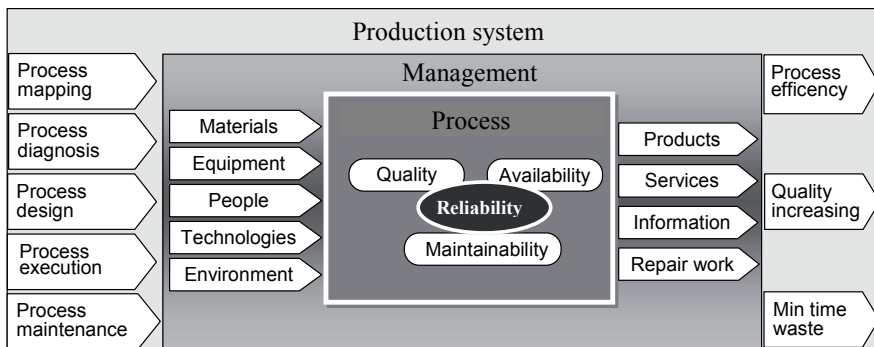 Production system
Management
Process
mapping
Process
diagnosis
Process
design
Process
execution
Process
maintenance
Materials
Equipment
People
Technologies
Environment
Process
Quality
Availability
Reliability
Maintainability
Products
Services
Information
Repair work
Process
efficency
Quality
increasing
Min time
waste